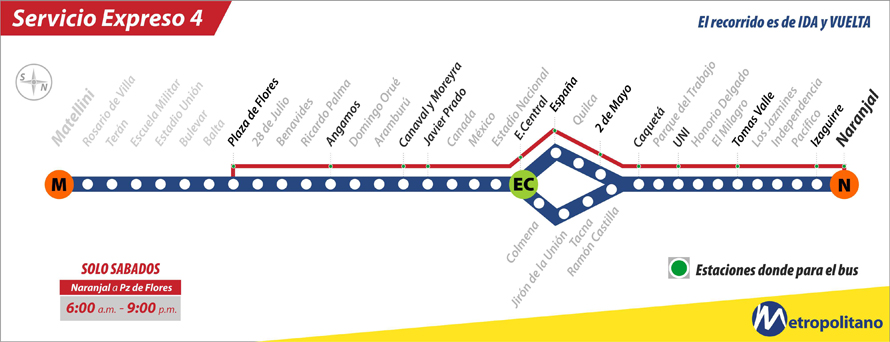 Servicio Expreso 4
El recorrido es de IDA y VUELTA
S
N
Matellini
Rosario de Villa
Terán
Escuela Militar
Estadio Unión
Bulevar
Balta
Plaza de Flores
28 de Julio
Benavides
Ricardo Palma
Angamos
Domingo Orué
Aramburú
Canaval y Moreyra
Javier Prado
Canada
México
Estadio Nacional
E.Central
España
Quilca
2 de Mayo
Caquetá
Parque del Trabajo
UNI
Honorio Delgado
El Milagro
Tomas Valle
Los Jazmines
Independencia
Pacífico
Izaguirre
Naranjal
M
EC
N
Colmena
Jirón de la Unión
Tacna
Ramón Castilla
SOLO SABADOS
Naranjal a Pz de Flores
6:00 a.m. - 9:00 p.m.
Estaciones donde para el bus
Metropolitano